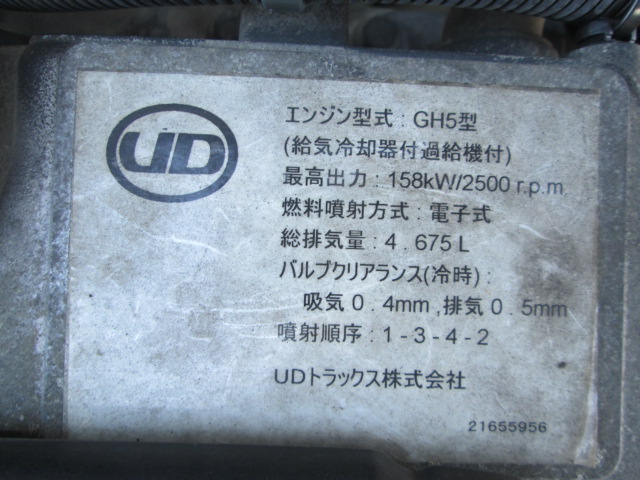 UD
エンジン型式 : GH5型
(給気冷却器付過給機付)
最高出力 : 158kW/2500 r.p.m.
燃料噴射方式 : 電子式
総排気量 : 4 . 675 L
バルブクリアランス(冷時) :
吸気 0 . 4mm , 排気 0 . 5mm
噴射順序 : 1 - 3 - 4 - 2
UDトラックス株式会社
21655956